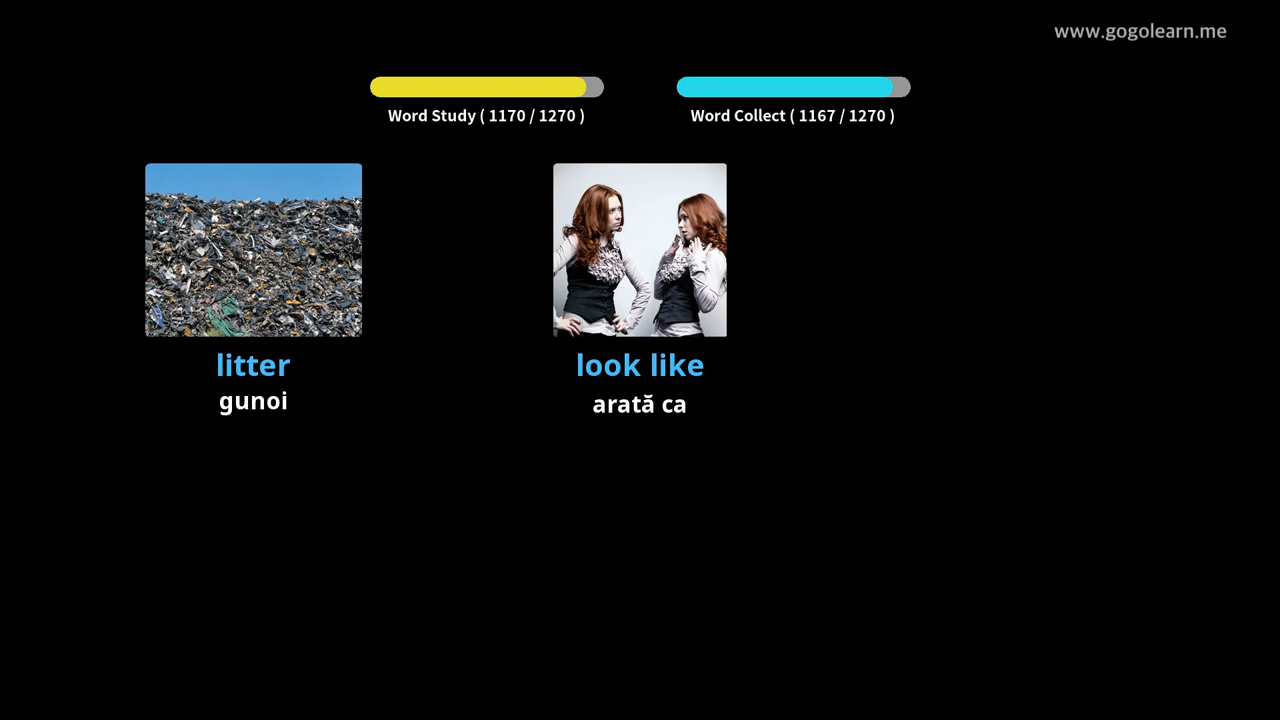 www.gogolearn.me
Word Study ( 1170 / 1270 )
Word Collect ( 1167 / 1270 )
litter
gunoi
look like
arată ca